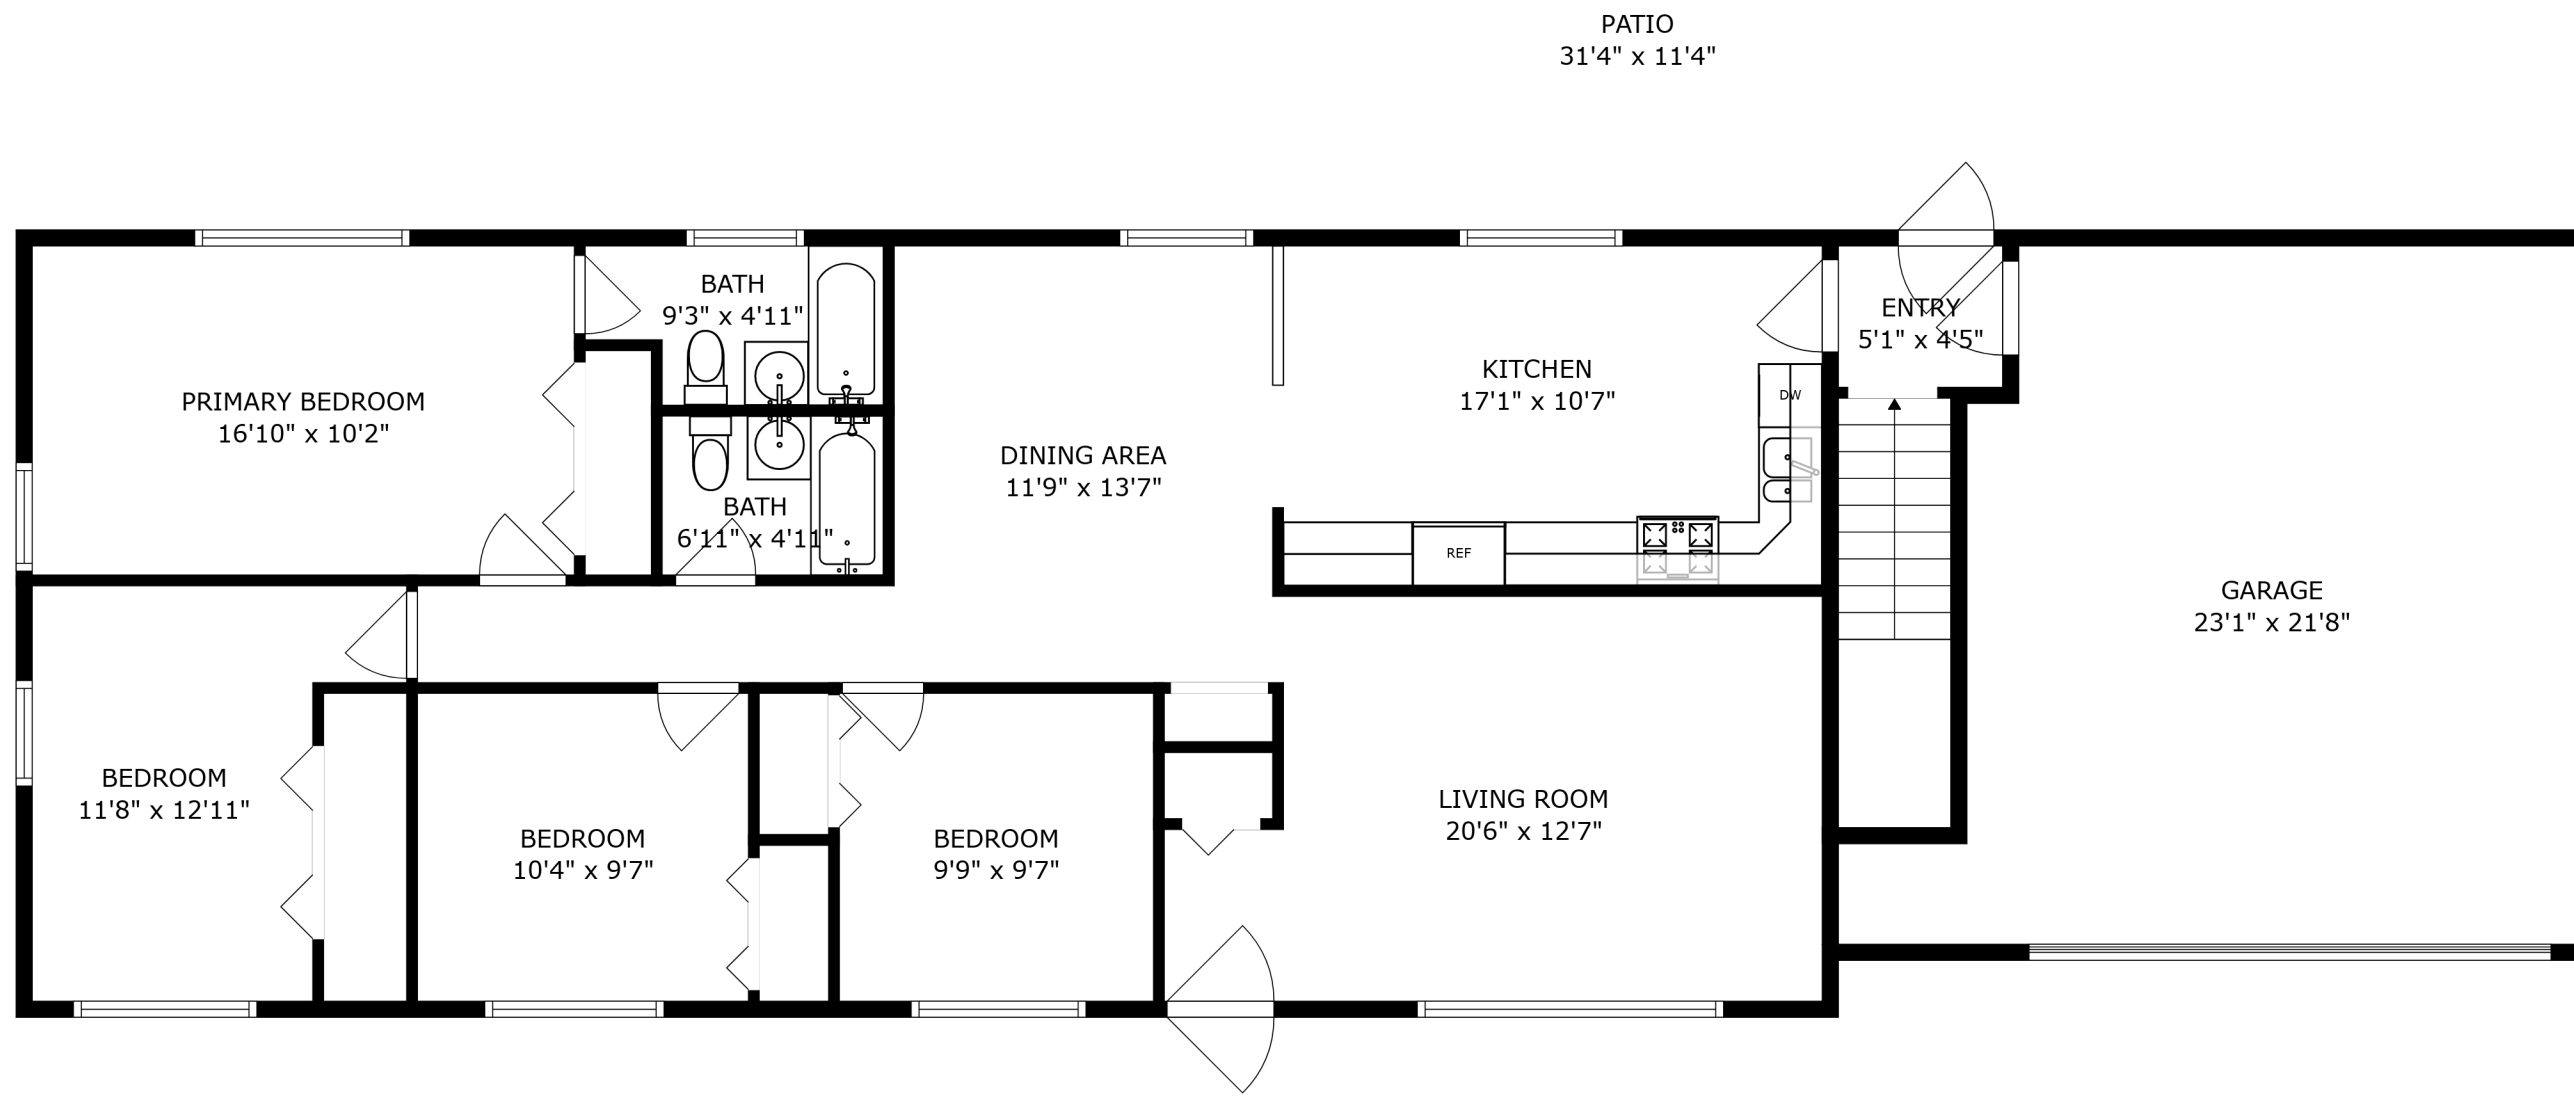 PATIO
31'4" x 11'4"
BATH
9'3" x 4'11"
ENTRY
5'1" x 4'5"
KITCHEN
17'1" x 10'7"
DW
PRIMARY BEDROOM
16'10" x 10'2"
DINING AREA
11'9" x 13'7"
BATH
6'11" x 4'11"
REF
GARAGE
23'1" x 21'8"
BEDROOM
11'8" x 12'11"
LIVING ROOM
20'6" x 12'7"
BEDROOM
10'4" x 9'7"
BEDROOM
9'9" x 9'7"